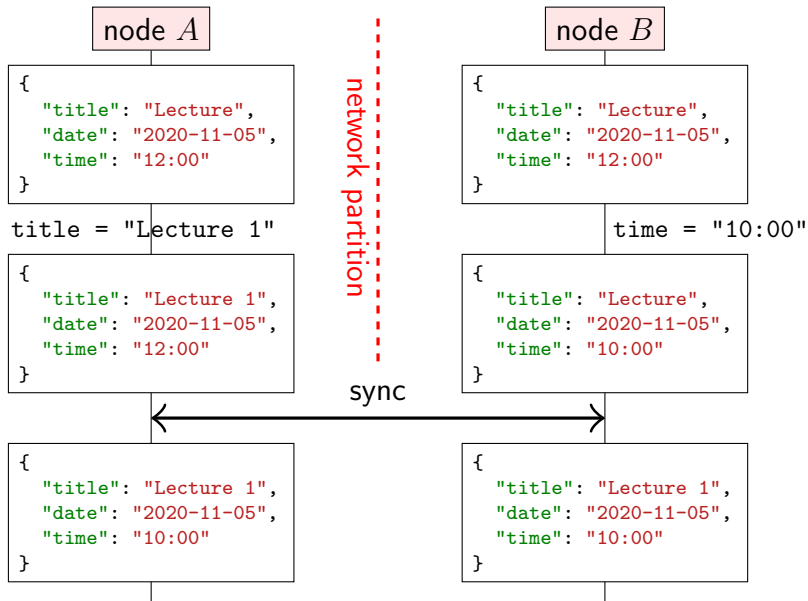 node A
{
"title": "Lecture",
"date": "2020-11-05",
"time": "12:00"
}
title = "Lecture 1"
{
"title": "Lecture 1",
"date": "2020-11-05",
"time": "12:00"
}
network partition
node B
{
"title": "Lecture",
"date": "2020-11-05",
"time": "12:00"
}
time = "10:00"
{
"title": "Lecture",
"date": "2020-11-05",
"time": "10:00"
}
sync
{
"title": "Lecture 1",
"date": "2020-11-05",
"time": "10:00"
}
{
"title": "Lecture 1",
"date": "2020-11-05",
"time": "10:00"
}